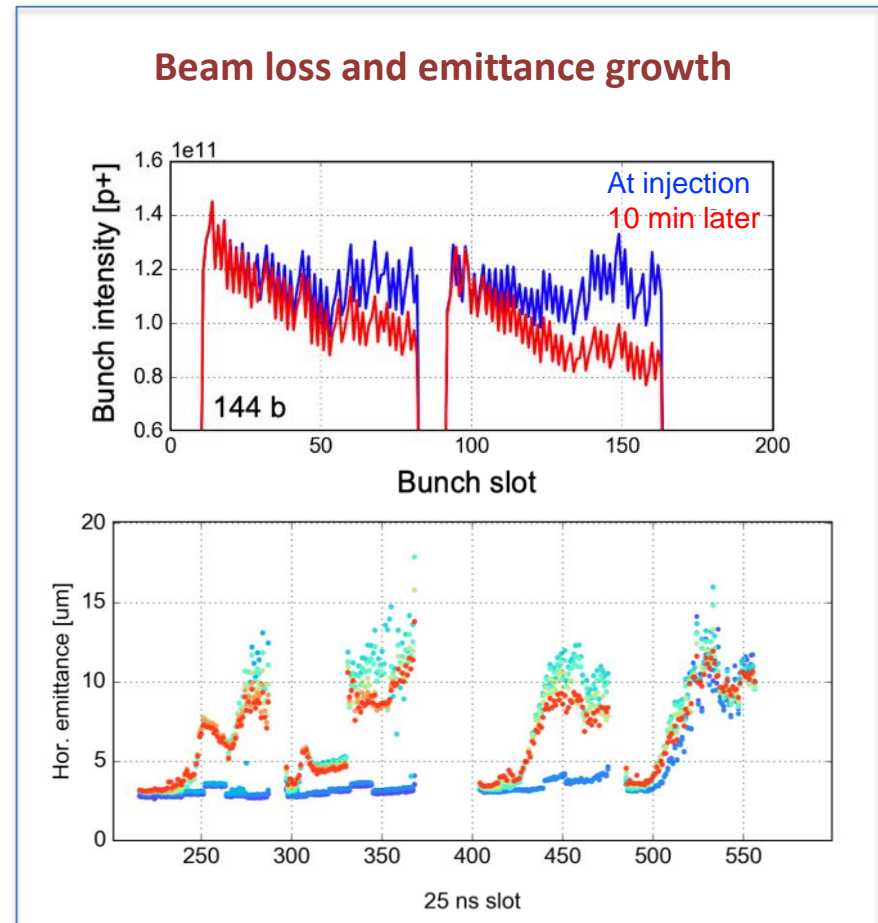 Beam loss and emittance growth
1e11
1.6
1.4
1.2
1.0
0.8
0.6
Bunch intensity [p+]
At injection
10 min later
144 b
0 50 100 150 200
Bunch slot
20
15
10
5
0
Hor. emittance [um]
250 300 350 400 450 500 550
25 ns slot